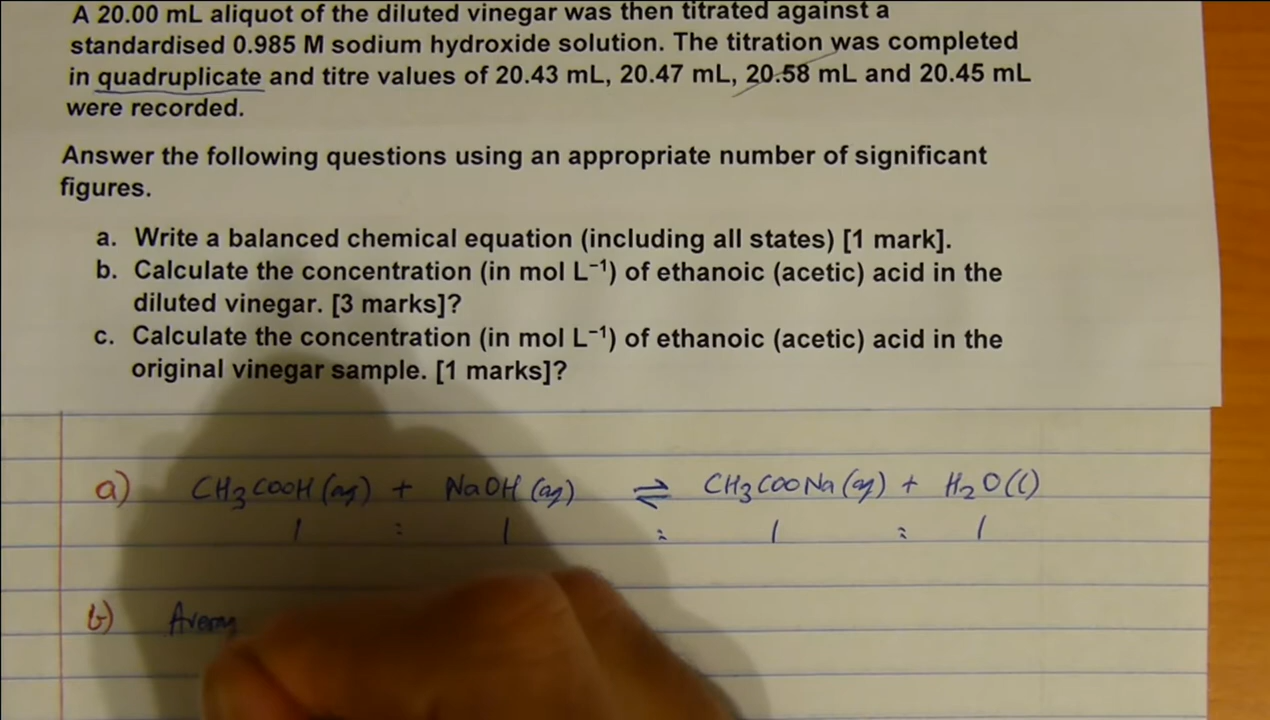 A 20.00 mL aliquot of the diluted vinegar was then titrated against a
standardised 0.985 M sodium hydroxide solution. The titration was completed
in quadruplicate and titre values of 20.43 mL, 20.47 mL, 20.58 mL and 20.45 mL
were recorded.
Answer the following questions using an appropriate number of significant
figures.
a. Write a balanced chemical equation (including all states) [1 mark].
b. Calculate the concentration (in mol L⁻¹) of ethanoic (acetic) acid in the
diluted vinegar. [3 marks]?
c. Calculate the concentration (in mol L⁻¹) of ethanoic (acetic) acid in the
original vinegar sample. [1 marks]?
a) CH₃COOH (aq) + NaOH (aq) ⇌ CH₃COONa (aq) + H₂O(l)
1 : 1 : 1 : 1
b)